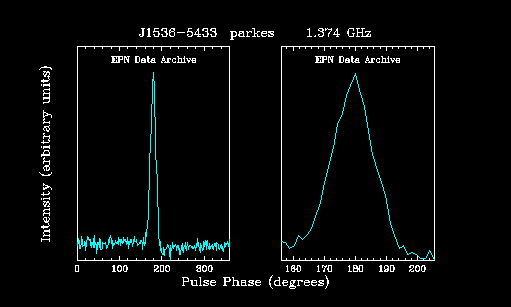 J1536-5433 parkes 1.374 GHz
EPN Data Archive EPN Data Archive
Intensity (arbitrary units)
0 100 200 300 160 170 180 190 200
Pulse Phase (degrees)